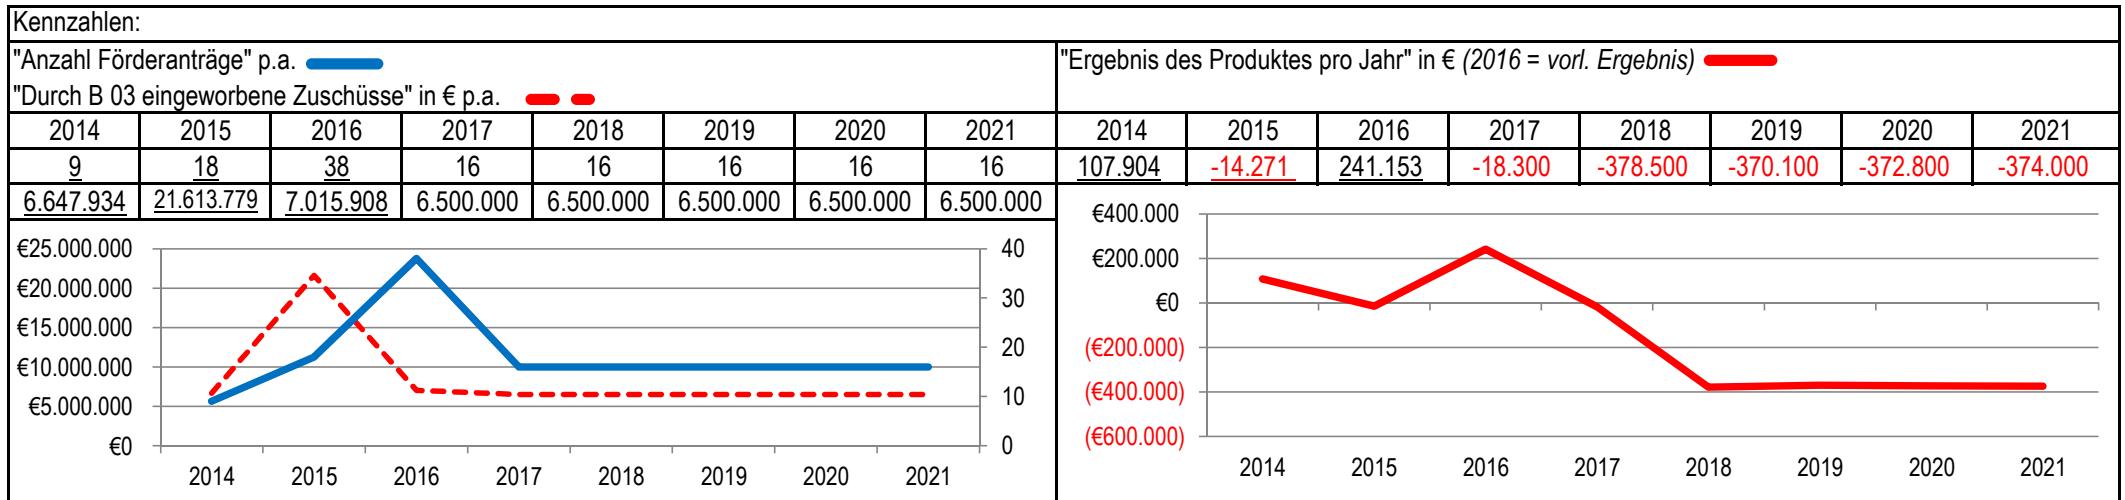 Kennzahlen:
"Anzahl Förderanträge" p.a.
"Durch B 03 eingeworbene Zuschüsse" in € p.a.
2014 2015 2016 2017 2018 2019 2020 2021
9 18 38 16 16 16 16 16
6.647.934 21.613.779 7.015.908 6.500.000 6.500.000 6.500.000 6.500.000 6.500.000
€25.000.000 40
€20.000.000
30
€15.000.000
20
€10.000.000
€5.000.000
10
€0 0
2014 2015 2016 2017 2018 2019 2020 2021
"Ergebnis des Produktes pro Jahr" in € (2016 = vorl. Ergebnis)
2014 2015 2016 2017 2018 2019 2020 2021
107.904 -14.271 241.153 -18.300 -378.500 -370.100 -372.800 -374.000
€400.000
€200.000
€0
(€200.000)
(€400.000)
(€600.000)
2014 2015 2016 2017 2018 2019 2020 2021